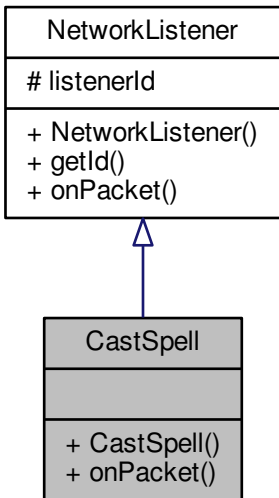 NetworkListener
# listenerId
+ NetworkListener()
+ getId()
+ onPacket()
CastSpell
+ CastSpell()
+ onPacket()